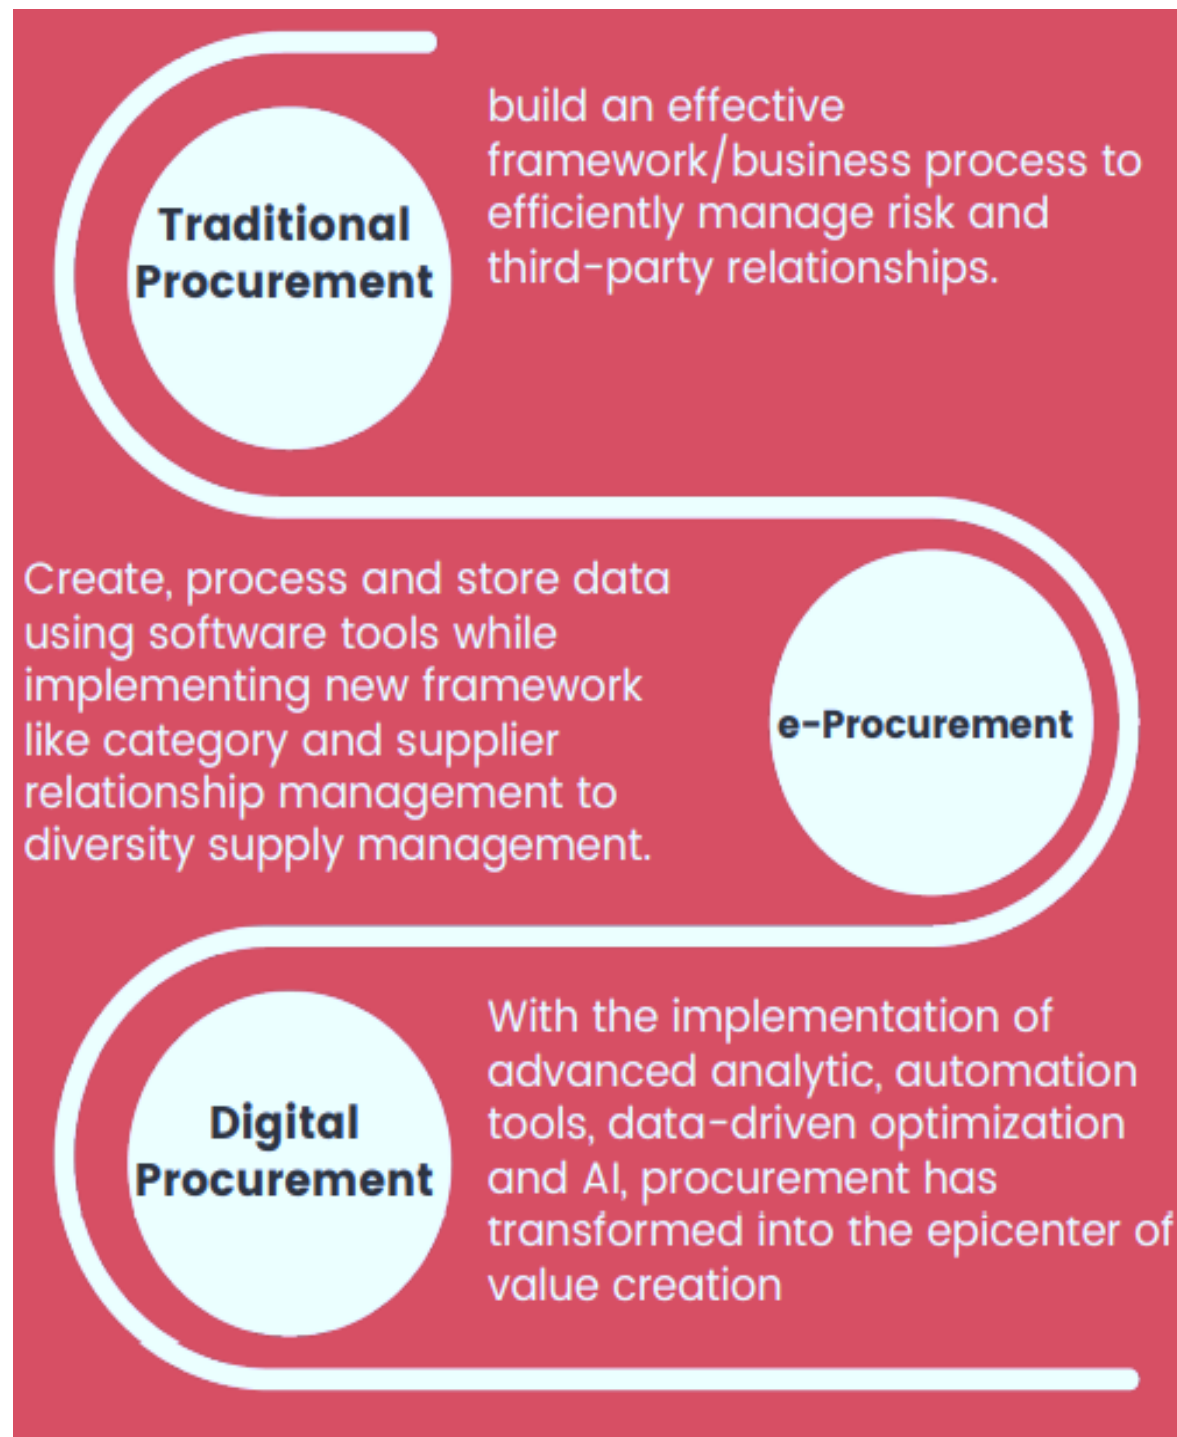 Traditional
Procurement
build an effective
framework/business process to
efficiently manage risk and
third-party relationships.
Create, process and store data
using software tools while
implementing new framework
like category and supplier
relationship management to
diversity supply management.
e-Procurement
Digital
Procurement
With the implementation of
advanced analytic, automation
tools, data-driven optimization
and AI, procurement has
transformed into the epicenter of
value creation